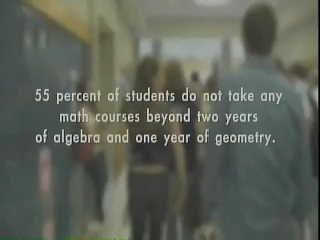 55 percent of students do not take any
math courses beyond two years
of algebra and one year of geometry.